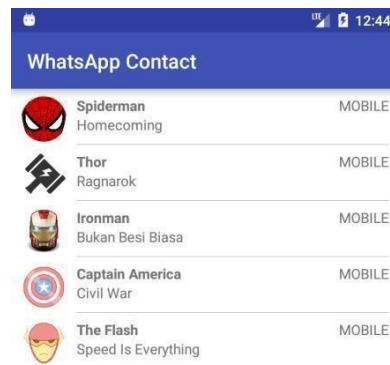 LTE 12:44
WhatsApp Contact
Spiderman MOBILE
Homecoming
Thor MOBILE
Ragnarok
Ironman MOBILE
Bukan Besi Biasa
Captain America MOBILE
Civil War
The Flash MOBILE
Speed Is Everything